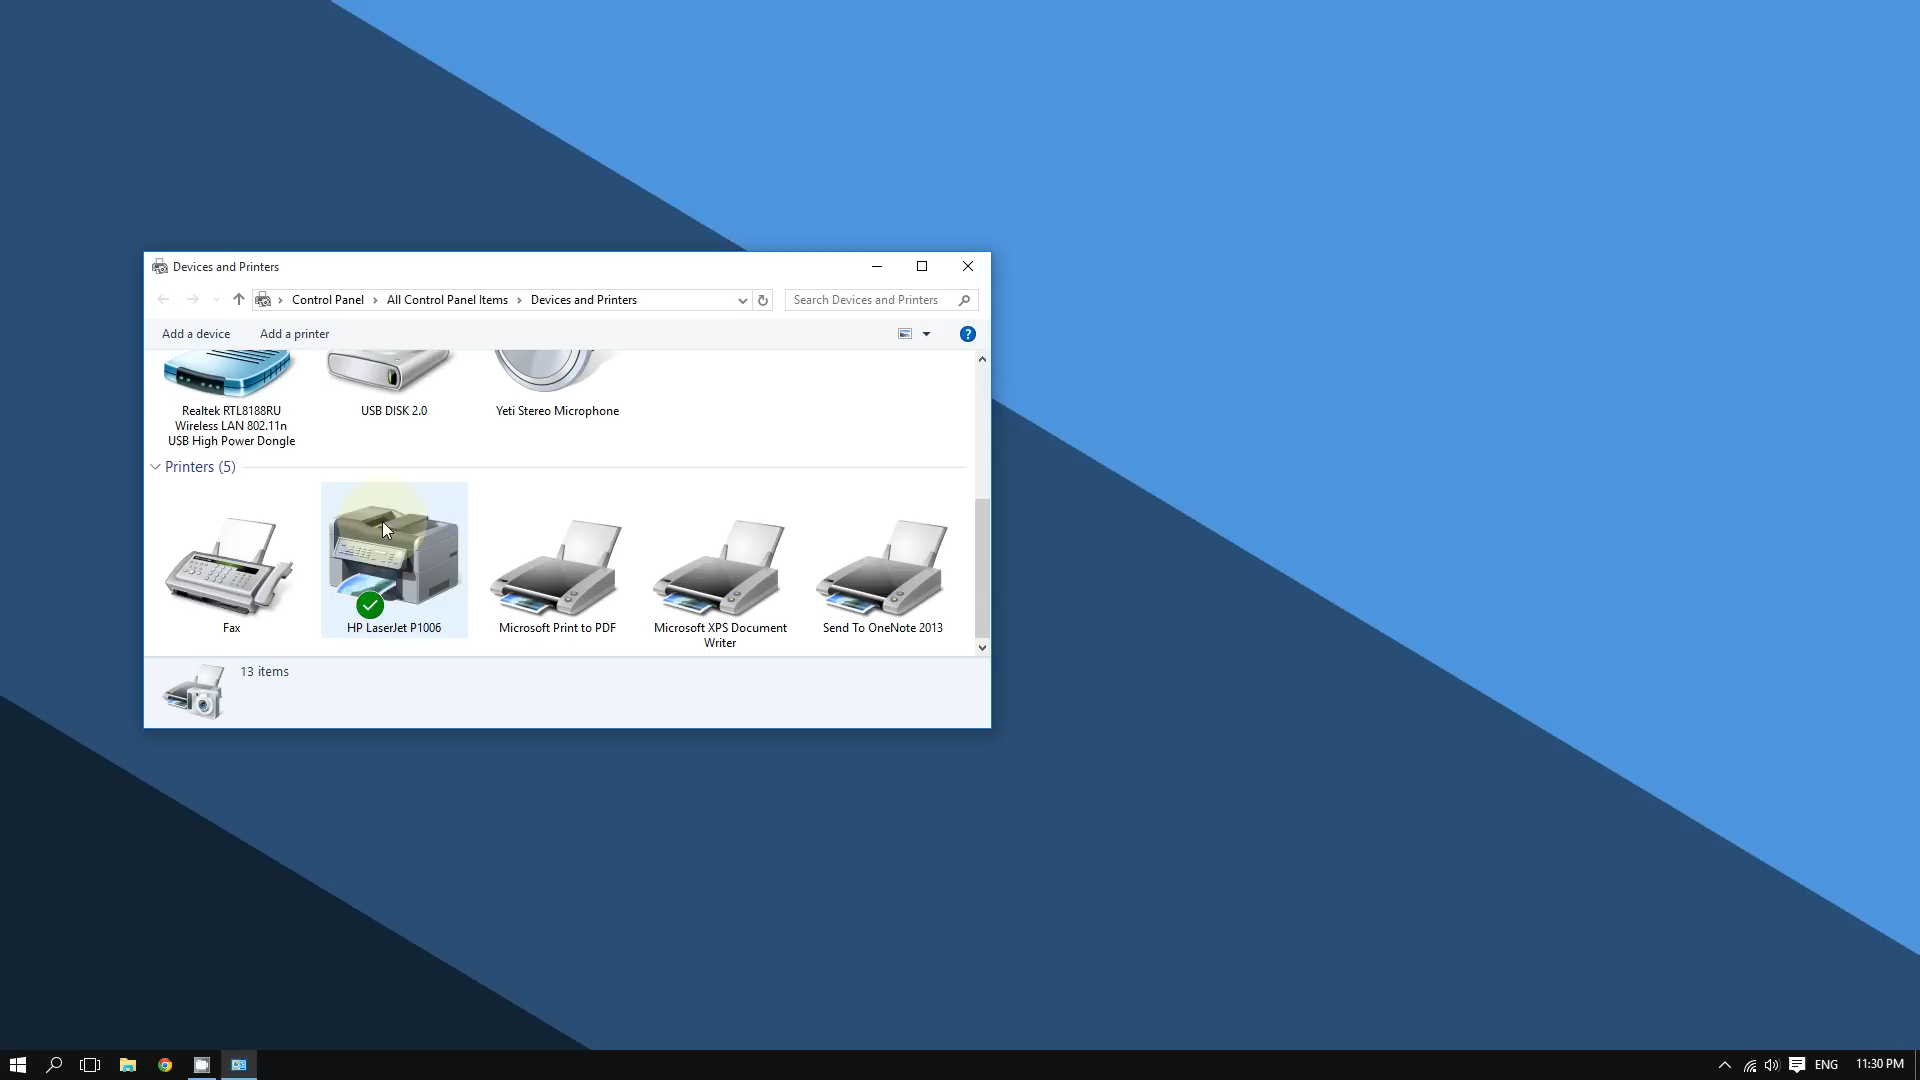 Devices and Printers
Control Panel
All Control Panel Items
Devices and Printers
Search Devices and Printers
Add a device
Add a printer
?
Realtek RTL8188RU
Wireless LAN 802.11n
USB High Power Dongle
USB DISK 2.0
Yeti Stereo Microphone
Printers (5)
Fax
HP LaserJet P1006
Microsoft Print to PDF
Microsoft XPS Document
Writer
Send To OneNote 2013
13 items
ENG
11:30 PM